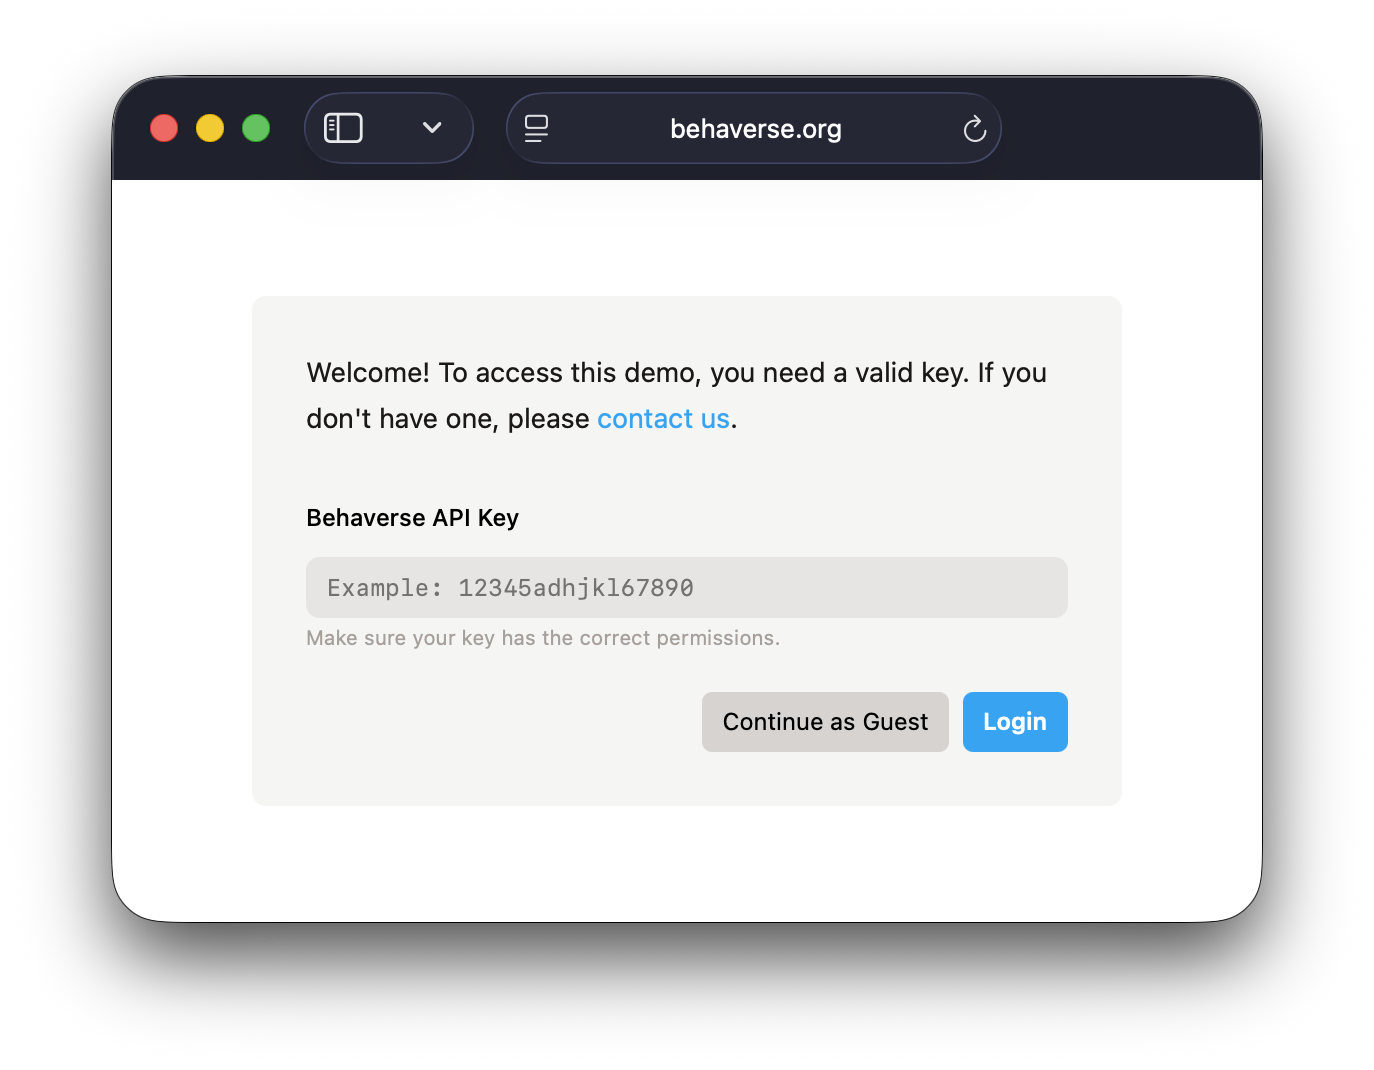 behaverse.org
Welcome! To access this demo, you need a valid key. If you
don't have one, please contact us.
Behaverse API Key
Example: 12345adhjkl67890
Make sure your key has the correct permissions.
Continue as Guest
Login